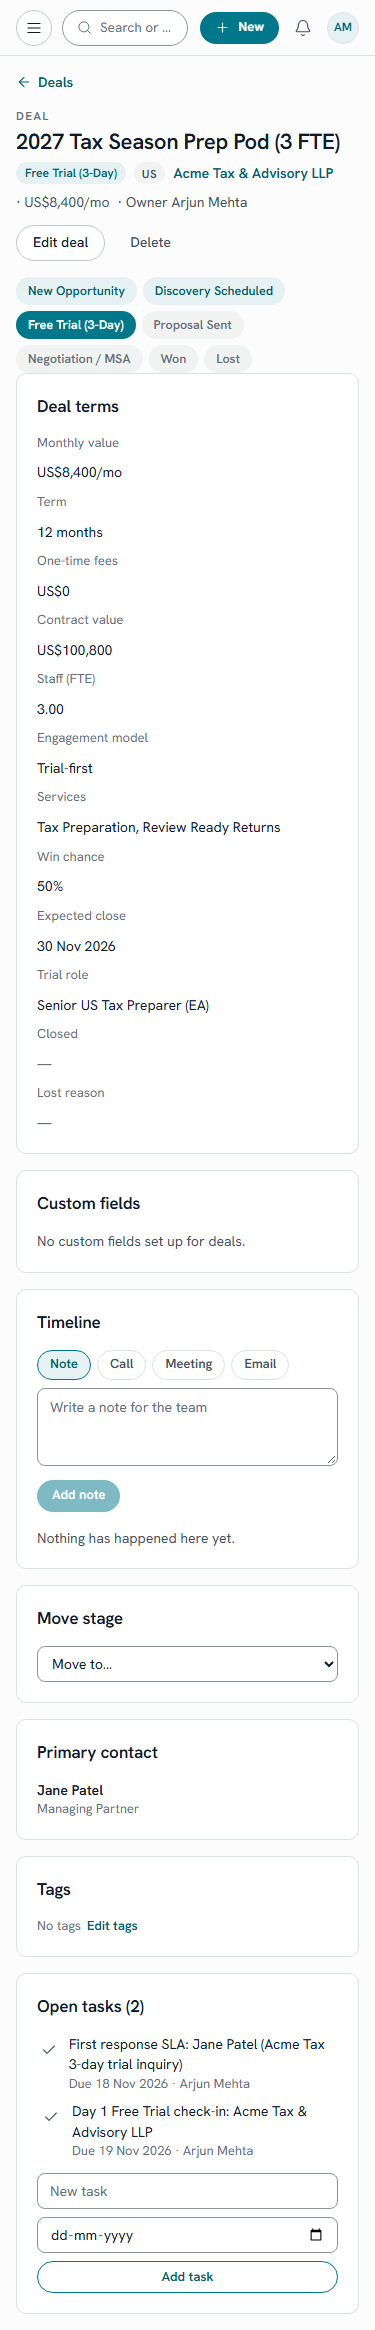 Search or ...
New
AM
Deals
DEAL
2027 Tax Season Prep Pod (3 FTE)
Free Trial (3-Day) US Acme Tax & Advisory LLP
· US$8,400/mo · Owner Arjun Mehta
Edit deal Delete
New Opportunity Discovery Scheduled
Free Trial (3-Day) Proposal Sent
Negotiation / MSA Won Lost
Deal terms
Monthly value
US$8,400/mo
Term
12 months
One-time fees
US$0
Contract value
US$100,800
Staff (FTE)
3.00
Engagement model
Trial-first
Services
Tax Preparation, Review Ready Returns
Win chance
50%
Expected close
30 Nov 2026
Trial role
Senior US Tax Preparer (EA)
Closed
—
Lost reason
—
Custom fields
No custom fields set up for deals.
Timeline
Note Call Meeting Email
Write a note for the team
Add note
Nothing has happened here yet.
Move stage
Move to...
Primary contact
Jane Patel
Managing Partner
Tags
No tags Edit tags
Open tasks (2)
First response SLA: Jane Patel (Acme Tax
3-day trial inquiry)
Due 18 Nov 2026 · Arjun Mehta
Day 1 Free Trial check-in: Acme Tax &
Advisory LLP
Due 19 Nov 2026 · Arjun Mehta
New task
dd-mm-yyyy
Add task